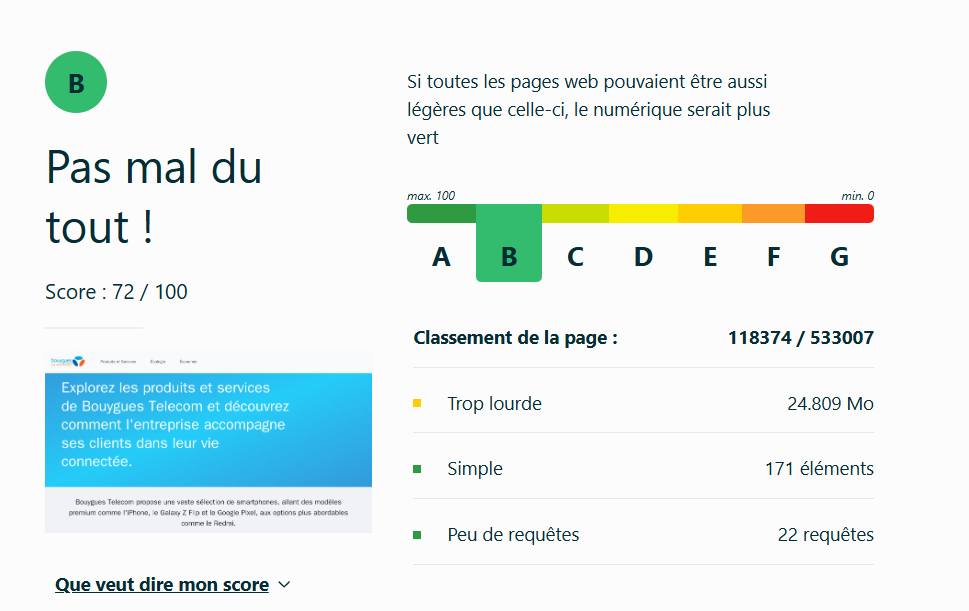 B
Pas mal du
tout !
Score : 72 / 100
bouygues
Produits et Services Ecologie Economie
Explorez les produits et services
de Bouygues Telecom et découvrez
comment l'entreprise accompagne
ses clients dans leur vie
connectée.
Bouygues Telecom propose une vaste sélection de smartphones, allant des modèles
premium comme l'iPhone, le Galaxy Z Flip et le Google Pixel, aux options plus abordables
comme le Redmi.
Que veut dire mon score
Si toutes les pages web pouvaient être aussi
légères que celle-ci, le numérique serait plus
vert
max. 100 min. 0
A B C D E F G
Classement de la page : 118374 / 533007
Trop lourde 24.809 Mo
Simple 171 éléments
Peu de requêtes 22 requêtes